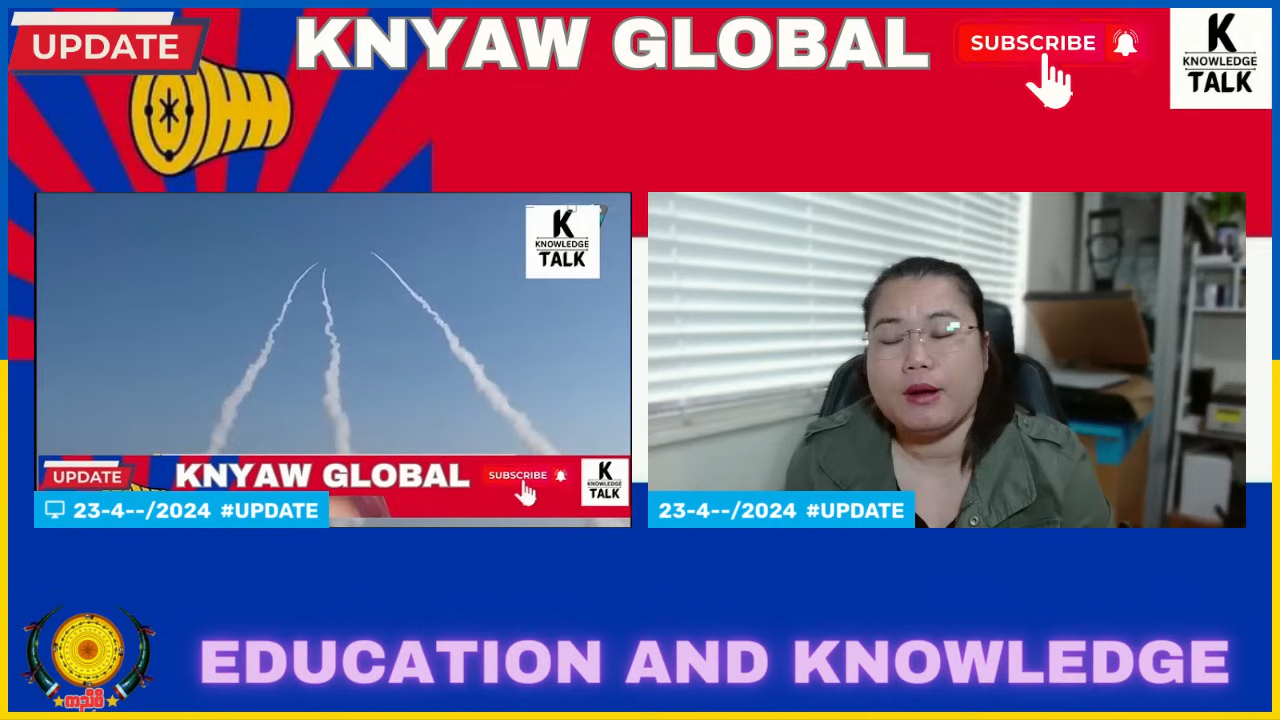 UPDATE
KNYAW GLOBAL
SUBSCRIBE
K
KNOWLEDGE
TALK
K
KNOWLEDGE
TALK
UPDATE
KNYAW GLOBAL
SUBSCRIBE
K
KNOWLEDGE
TALK
23-4--/2024 #UPDATE
23-4--/2024 #UPDATE
EDUCATION AND KNOWLEDGE